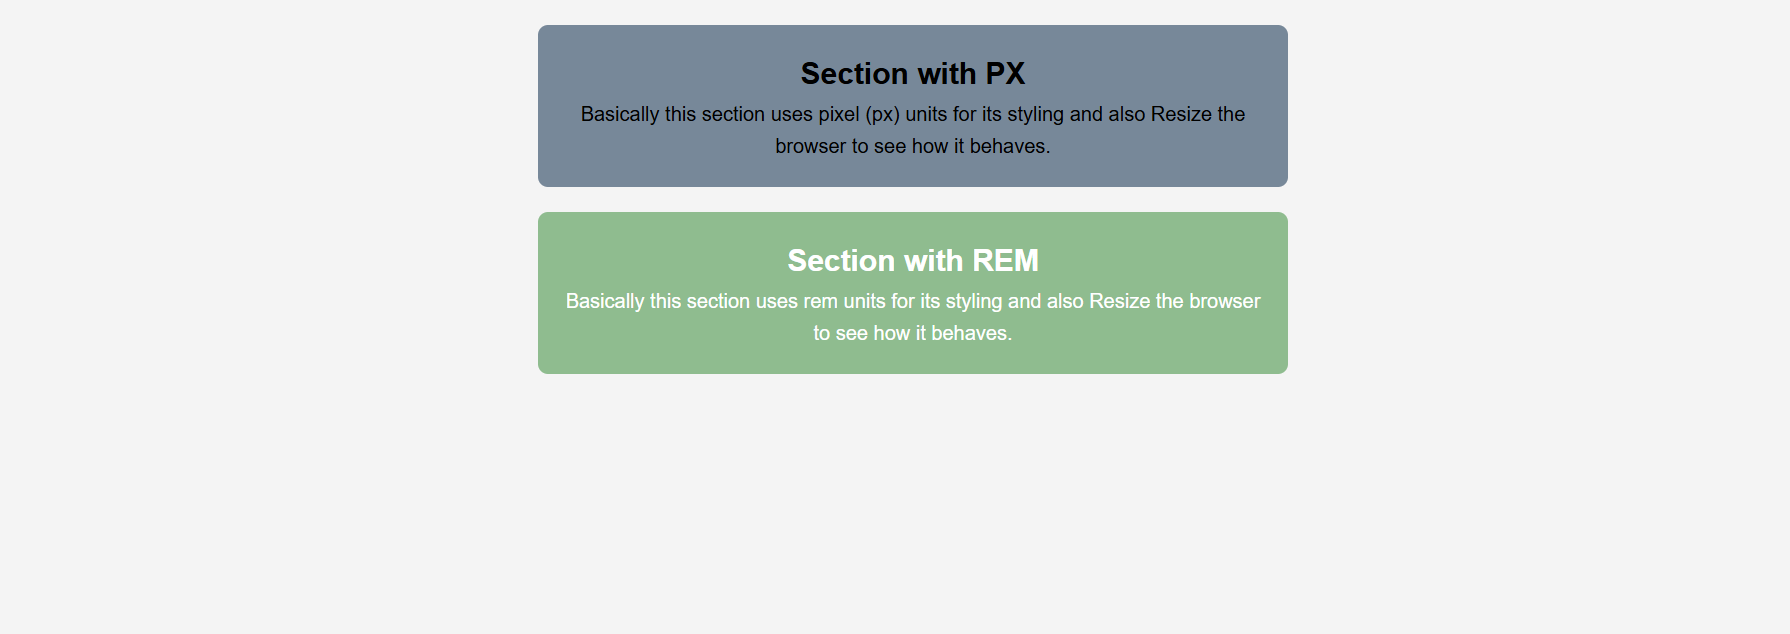 Section with PX
Basically this section uses pixel (px) units for its styling and also Resize the
browser to see how it behaves.
Section with REM
Basically this section uses rem units for its styling and also Resize the browser
to see how it behaves.